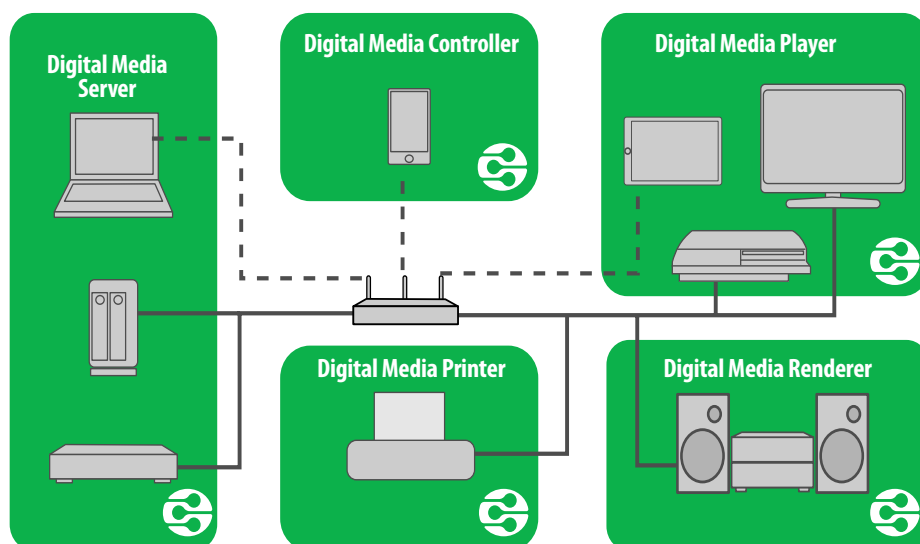 Digital Media
Server
Digital Media Controller
Digital Media Player
Digital Media Printer
Digital Media Renderer